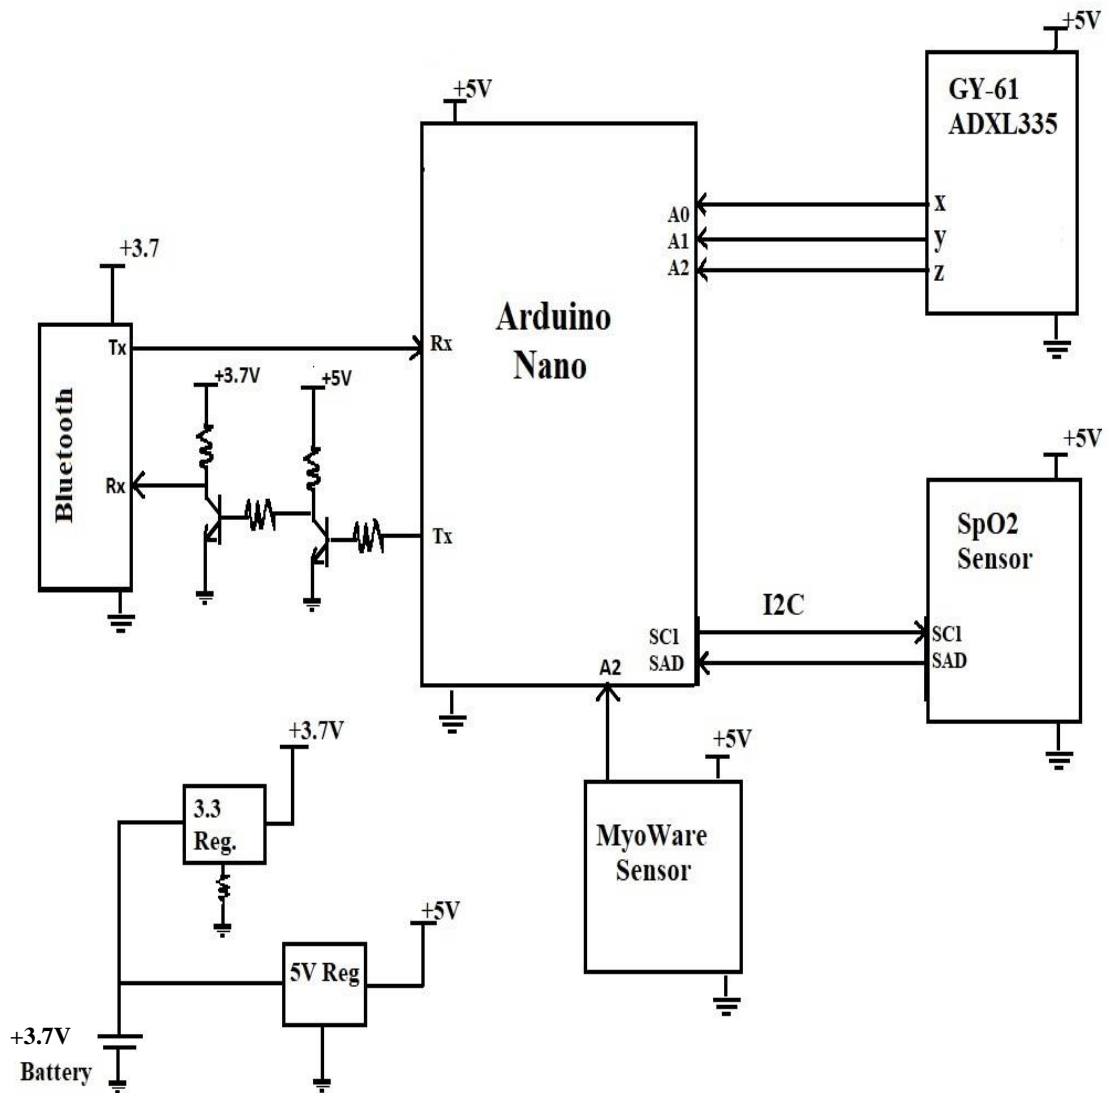 +5V
GY-61
ADXL335
x
y
z
+5V
A0
A1
A2
Arduino
Nano
Rx
Tx
SCl
SAD
A2
+3.7
Tx
Rx
Bluetooth
+3.7V
+5V
I2C
+5V
SpO2
Sensor
SCl
SAD
+5V
MyoWare
Sensor
+3.7V
3.3
Reg.
+5V
5V Reg
+3.7V
Battery